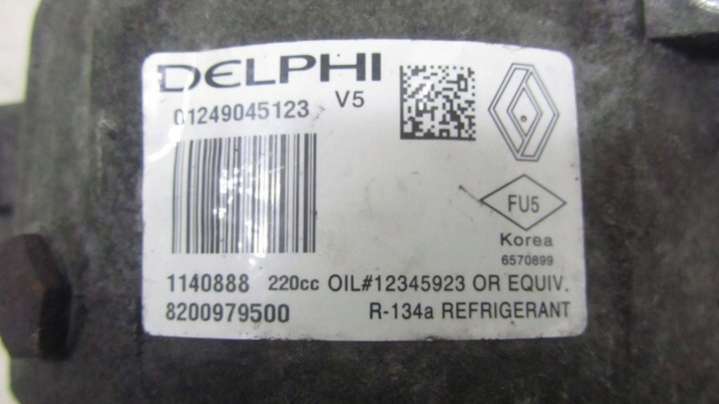 DELPHI
01249045123 V5
FU5
Korea
6570899
1140888 220cc OIL#12345923 OR EQUIV.
8200979500 R-134a REFRIGERANT